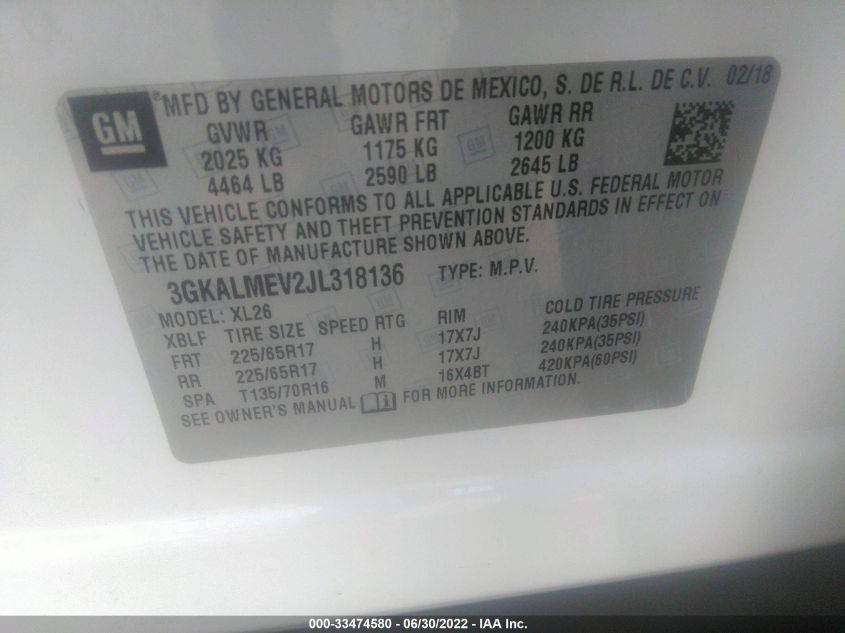 GM
®MFD BY GENERAL MOTORS DE MEXICO, S. DE R.L. DE C.V. 02/18
GVWR GAWR FRT GAWR RR
2025 KG 1175 KG 1200 KG
4464 LB 2590 LB 2645 LB
THIS VEHICLE CONFORMS TO ALL APPLICABLE U.S. FEDERAL MOTOR
VEHICLE SAFETY AND THEFT PREVENTION STANDARDS IN EFFECT ON
THE DATE OF MANUFACTURE SHOWN ABOVE.
3GKALMEV2JL318136 TYPE: M.P.V.
MODEL: XL26
XBLF TIRE SIZE SPEED RTG RIM COLD TIRE PRESSURE
FRT 225/65R17 H 17X7J 240KPA(35PSI)
RR 225/65R17 H 17X7J 240KPA(35PSI)
SPA T135/70R16 M 16X4BT 420KPA(60PSI)
SEE OWNER'S MANUAL FOR MORE INFORMATION.
000-33474580 - 06/30/2022 - IAA Inc.